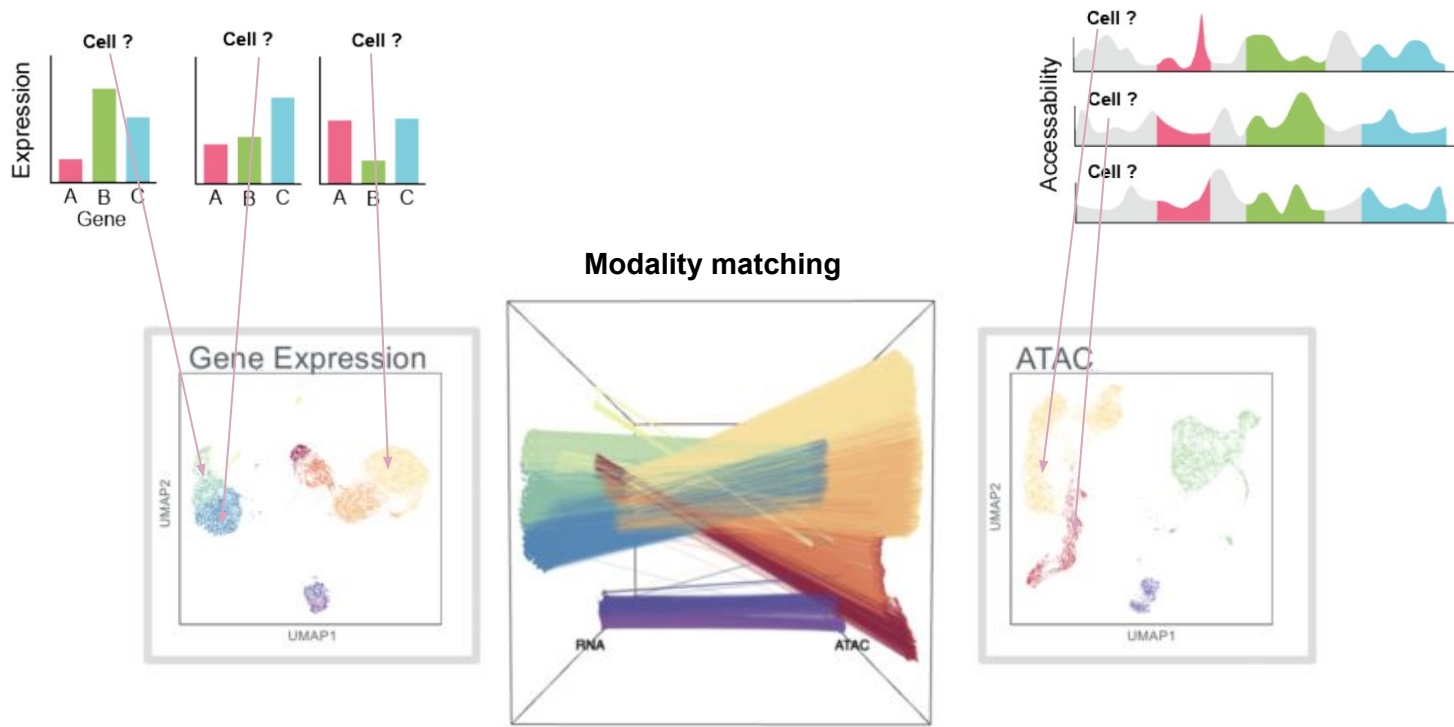 Cell ?
Cell ?
Cell ?
Expression
A B C
Gene
A B C
A B C
Cell ?
Cell ?
Cell ?
Accessability
Modality matching
Gene Expression
UMAP2
UMAP1
RNA
ATAC
ATAC
UMAP2
UMAP1